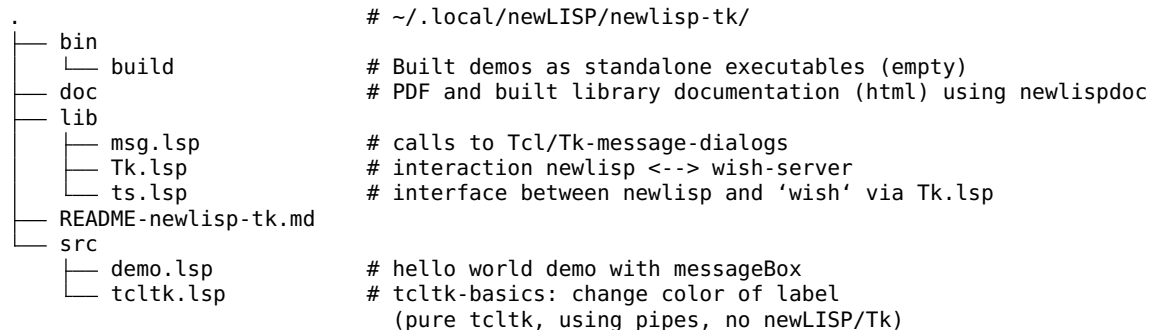 .                               # ~/.local/newLISP/newlisp-tk/
├── bin
│   └── build                   # Built demos as standalone executables (empty)
├── doc                         # PDF and built library documentation (html) using newlispdoc
├── lib
│   ├── msg.lsp                 # calls to Tcl/Tk-message-dialogs
│   ├── Tk.lsp                  # interaction newlisp <--> wish-server
│   └── ts.lsp                  # interface between newlisp and ‘wish‘ via Tk.lsp
├── README-newlisp-tk.md
└── src
    ├── demo.lsp                # hello world demo with messageBox
    └── tcltk.lsp               # tcltk-basics: change color of label
                                  (pure tcltk, using pipes, no newLISP/Tk)